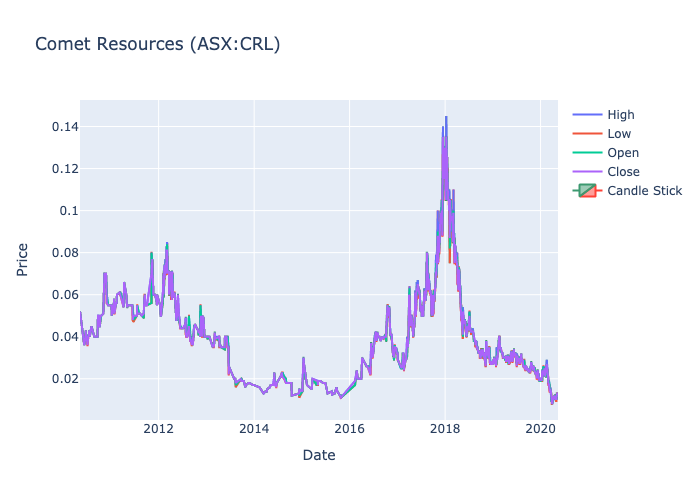 Comet Resources (ASX:CRL)
High
Low
Open
Close
Candle Stick
Price
0.14
0.12
0.1
0.08
0.06
0.04
0.02
2012
2014
2016
2018
2020
Date